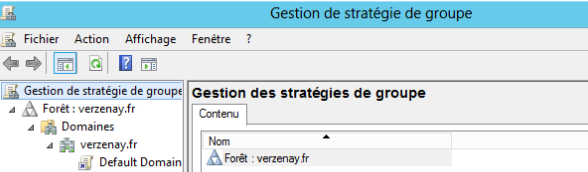 Gestion de stratégie de groupe
Fichier Action Affichage Fenêtre ?
Gestion de stratégie de groupe
Forêt : verzenay.fr
Domaines
verzenay.fr
Default Domain
Gestion des stratégies de groupe
Contenu
Nom
Forêt : verzenay.fr